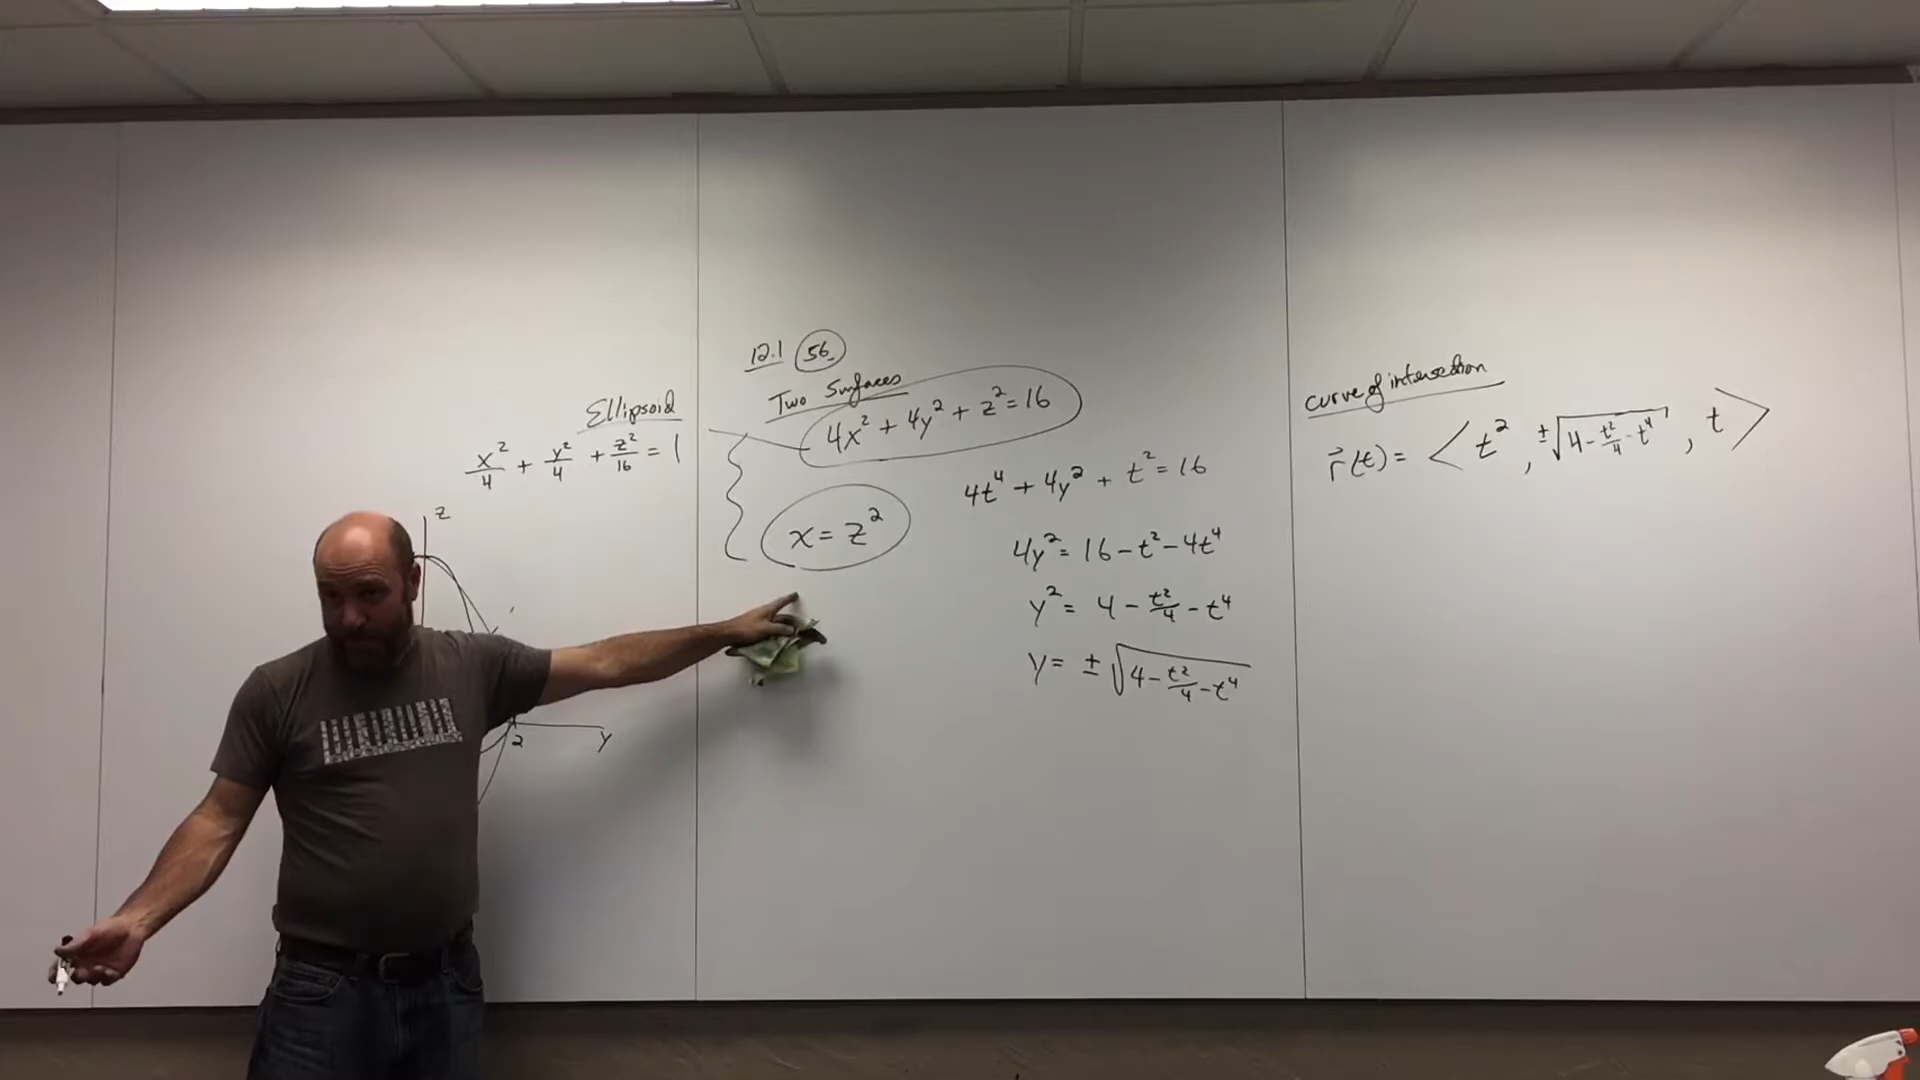 Ellipsoid
x²/4 + y²/4 + z²/16 = 1
z
2
y
12.1 56.
Two Surfaces
4x² + 4y² + z² = 16
x = z²
4t⁴ + 4y² + t² = 16
4y² = 16 - t² - 4t⁴
y² = 4 - t²/4 - t⁴
y = ± √(4 - t²/4 - t⁴)
curve of intersection
r⃗(t) = < t², ±√(4 - t²/4 - t⁴), t >